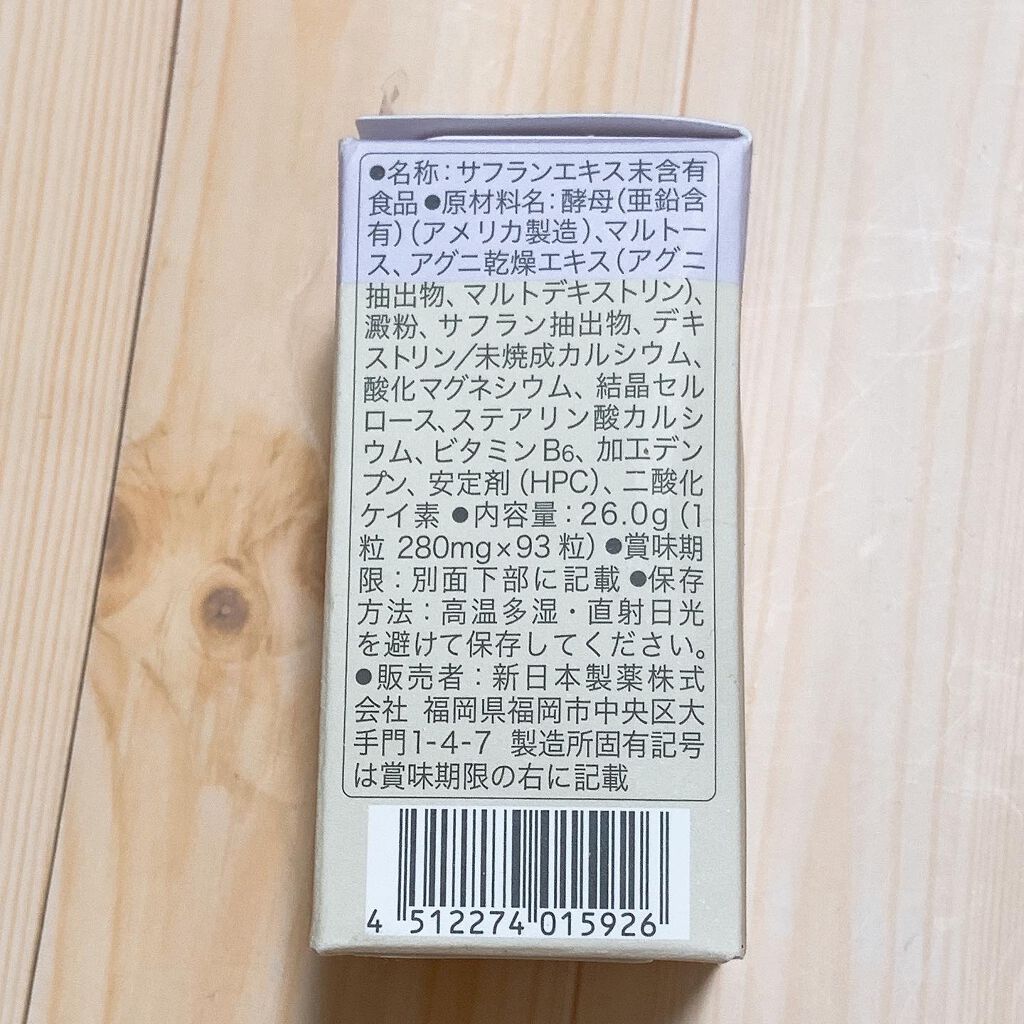 ●名称：サフランエキス末含有
食品●原材料名：酵母（亜鉛含
有）（アメリカ製造）、マルトー
ス、アグニ乾燥エキス（アグニ
抽出物、マルトデキストリン）、
澱粉、サフラン抽出物、デキ
ストリン／未焼成カルシウム、
酸化マグネシウム、結晶セル
ロース、ステアリン酸カルシ
ウム、ビタミンB6、加工デン
プン、安定剤（HPC）、二酸化
ケイ素●内容量：26.0g（1
粒 280mg×93粒）●賞味期
限：別面下部に記載●保存
方法：高温多湿・直射日光
を避けて保存してください。
●販売者：新日本製薬株式
会社 福岡県福岡市中央区大
手門1-4-7 製造所固有記号
は賞味期限の右に記載
4 512274 015926